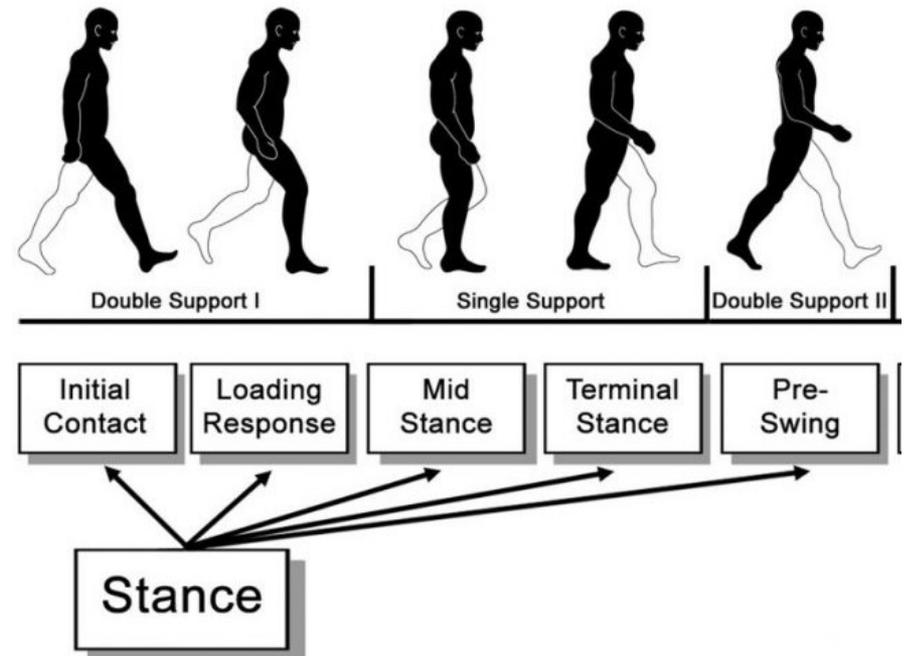 Double Support I
Single Support
Double Support II
Initial
Contact
Loading
Response
Mid
Stance
Terminal
Stance
Pre-
Swing
Stance